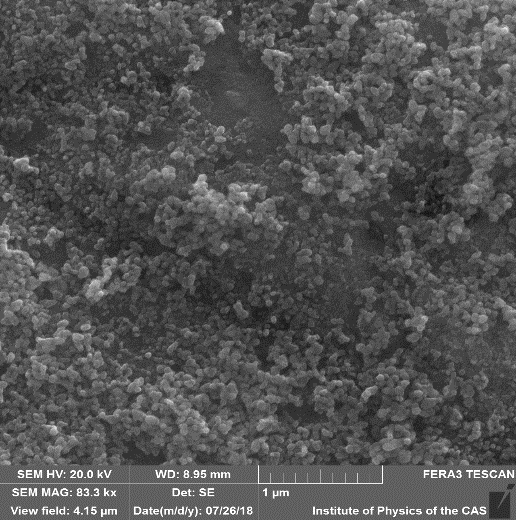 SEM HV: 20.0 kV WD: 8.95 mm FERA3 TESCAN
SEM MAG: 83.3 kx Det: SE 1 µm
View field: 4.15 µm Date(m/d/y): 07/26/18 Institute of Physics of the CAS